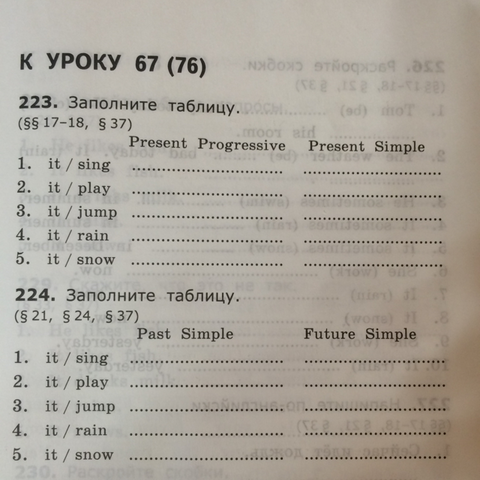 К УРОКУ 67 (76)
223. Заполните таблицу.
(§§ 17–18, § 37)
Present Progressive Present Simple
1. it / sing ........................................ ........................................
2. it / play ........................................ ........................................
3. it / jump ........................................ ........................................
4. it / rain ........................................ ........................................
5. it / snow ........................................ ........................................
224. Заполните таблицу.
(§ 21, § 24, § 37)
Past Simple Future Simple
1. it / sing ........................................ ........................................
2. it / play ........................................ ........................................
3. it / jump ........................................ ........................................
4. it / rain ........................................ ........................................
5. it / snow ........................................ ........................................